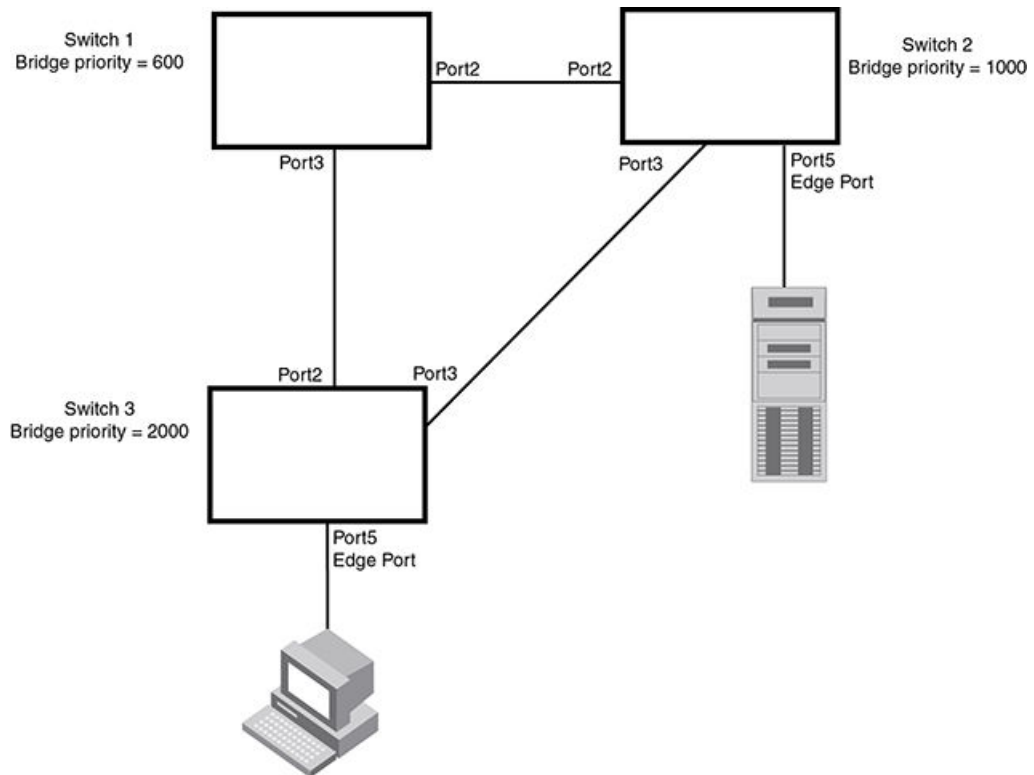 Switch 1
Bridge priority = 600
Port2
Port2
Switch 2
Bridge priority = 1000
Port3
Port3
Port5
Edge Port
Port2
Port3
Switch 3
Bridge priority = 2000
Port5
Edge Port